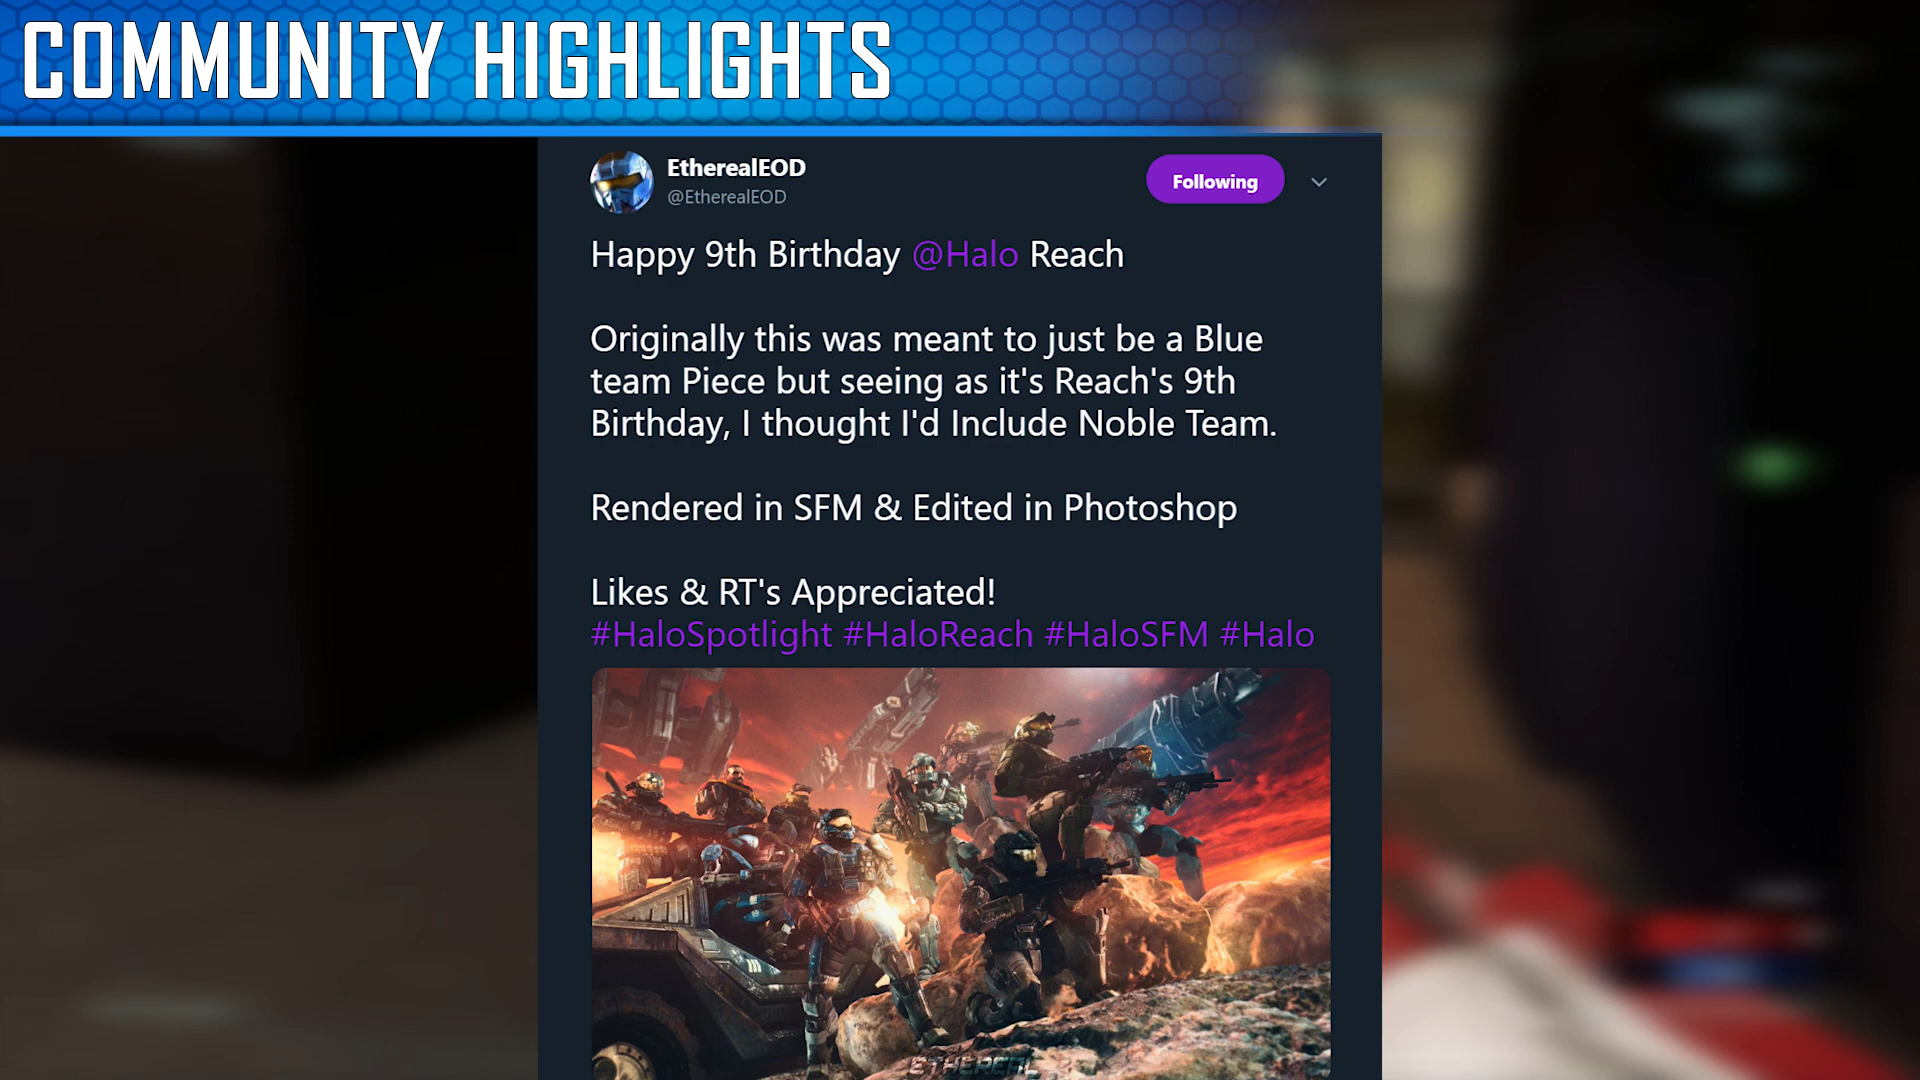 COMMUNITY HIGHLIGHTS
EtherealEOD
@EtherealEOD
Following
Happy 9th Birthday @Halo Reach
Originally this was meant to just be a Blue
team Piece but seeing as it's Reach's 9th
Birthday, I thought I'd Include Noble Team.
Rendered in SFM & Edited in Photoshop
Likes & RT's Appreciated!
#HaloSpotlight #HaloReach #HaloSFM #Halo
ETHEREAL